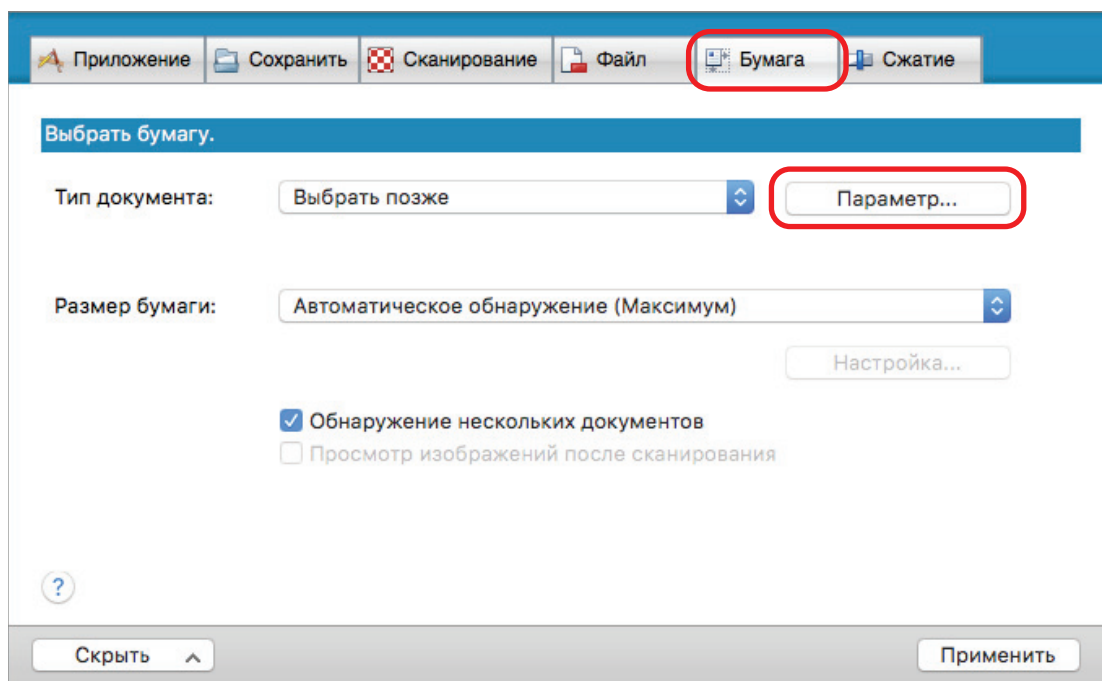 Приложение Сохранить Сканирование Файл Бумага Сжатие
Выбрать бумагу.
Тип документа: Выбрать позже Параметр...
Размер бумаги: Автоматическое обнаружение (Максимум)
Настройка...
Обнаружение нескольких документов
Просмотр изображений после сканирования
?
Скрыть Применить